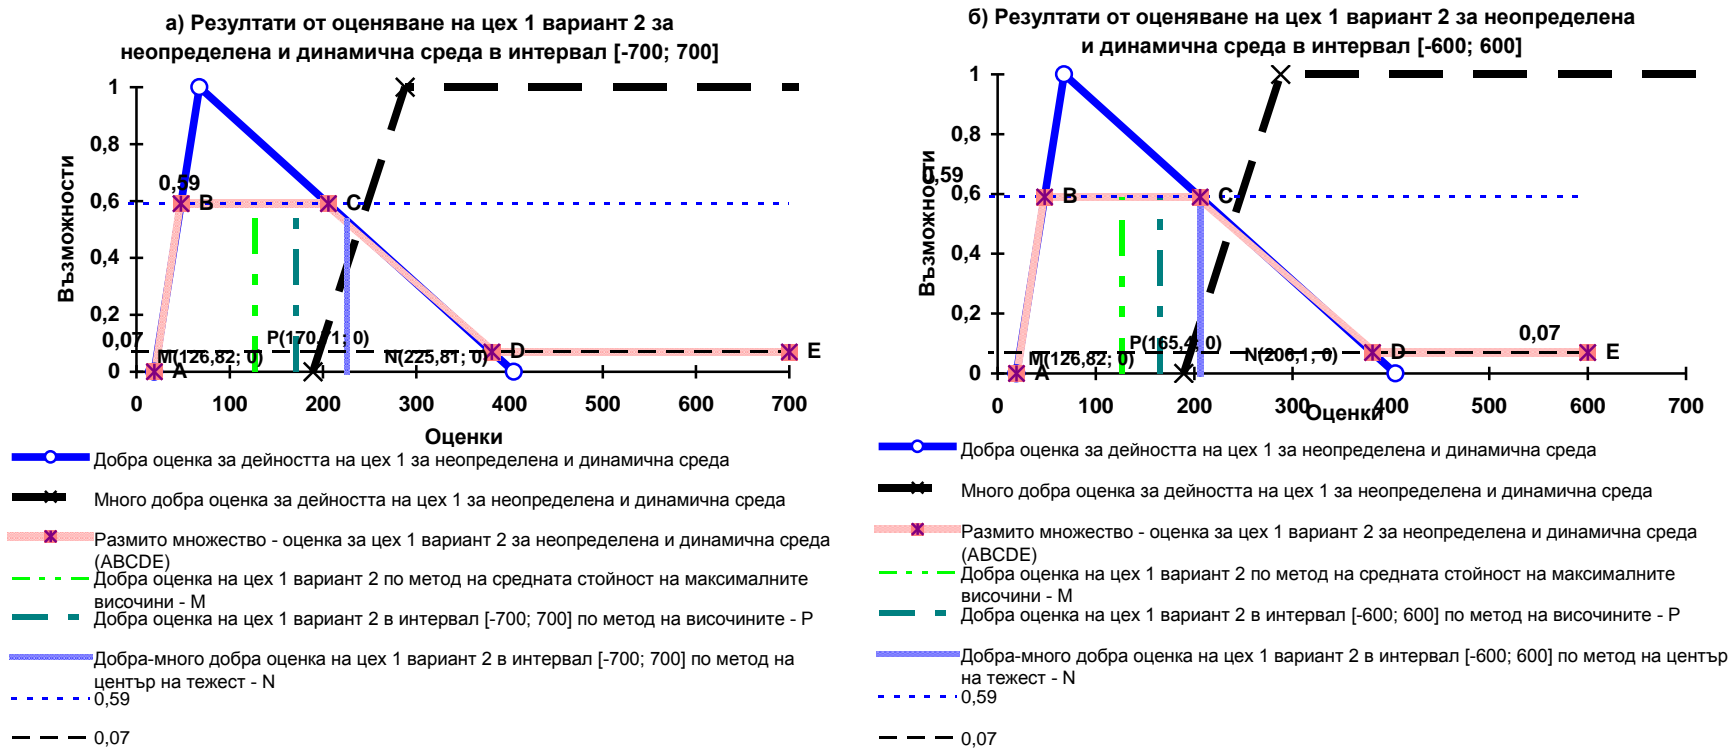 а) Резултати от оценяване на цех 1 вариант 2 за
неопределена и динамична среда в интервал [-700; 700]
1
0,8
0,6
0,4
0,2
0
Възможности
0,59
0,07
B
C
P(170,71; 0)
M(126,82; 0)
N(225,81; 0)
A
D
E
0
100
200
300
400
500
600
700
Оценки
Добра оценка за дейността на цех 1 за неопределена и динамична среда
Много добра оценка за дейността на цех 1 за неопределена и динамична среда
Размито множество - оценка за цех 1 вариант 2 за неопределена и динамична среда
(ABCDE)
Добра оценка на цех 1 вариант 2 по метод на средната стойност на максималните
височини - M
Добра оценка на цех 1 вариант 2 в интервал [-700; 700] по метод на височините - P
Добра-много добра оценка на цех 1 вариант 2 в интервал [-700; 700] по метод на
център на тежест - N
0,59
0,07
б) Резултати от оценяване на цех 1 вариант 2 за неопределена
и динамична среда в интервал [-600; 600]
1
0,8
0,6
0,4
0,2
0
Възможности
0,59
0,07
B
C
P(165,4; 0)
M(126,82; 0)
N(206,1; 0)
A
D
E
0
100
200
300
400
500
600
700
Оценки
Добра оценка за дейността на цех 1 за неопределена и динамична среда
Много добра оценка за дейността на цех 1 за неопределена и динамична среда
Размито множество - оценка за цех 1 вариант 2 за неопределена и динамична среда
(ABCDE)
Добра оценка на цех 1 вариант 2 по метод на средната стойност на максималните
височини - M
Добра оценка на цех 1 вариант 2 в интервал [-600; 600] по метод на височините - P
Добра-много добра оценка на цех 1 вариант 2 в интервал [-600; 600] по метод на център
на тежест - N
0,59
0,07